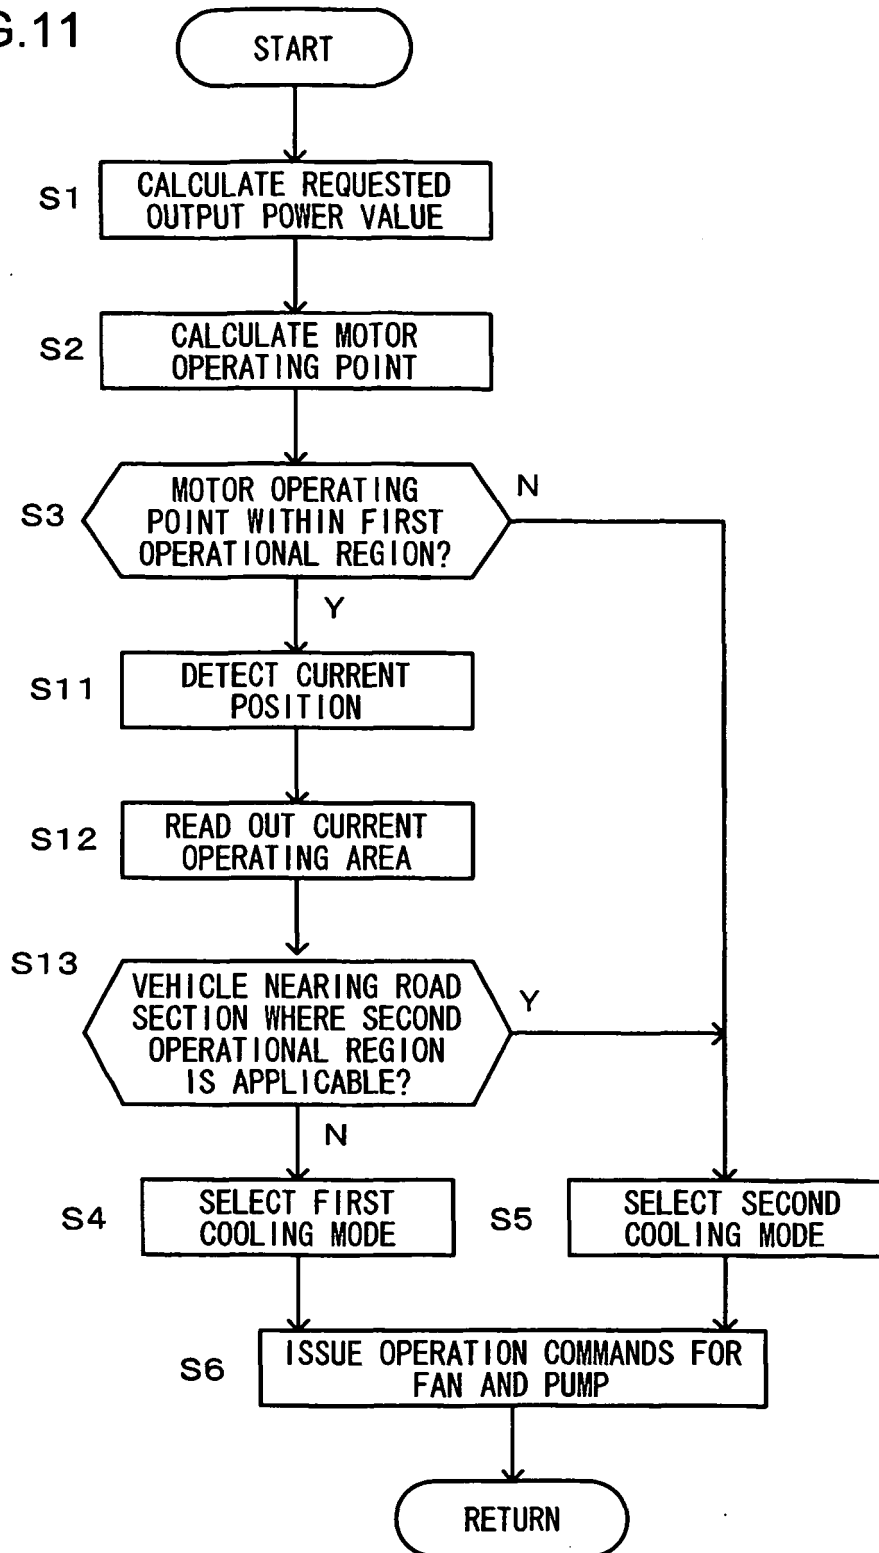 G.11
START
S1
CALCULATE REQUESTED
OUTPUT POWER VALUE
S2
CALCULATE MOTOR
OPERATING POINT
S3
MOTOR OPERATING
POINT WITHIN FIRST
OPERATIONAL REGION?
N
Y
S11
DETECT CURRENT
POSITION
S12
READ OUT CURRENT
OPERATING AREA
S13
VEHICLE NEARING ROAD
SECTION WHERE SECOND
OPERATIONAL REGION
IS APPLICABLE?
Y
N
S4
SELECT FIRST
COOLING MODE
S5
SELECT SECOND
COOLING MODE
S6
ISSUE OPERATION COMMANDS FOR
FAN AND PUMP
RETURN